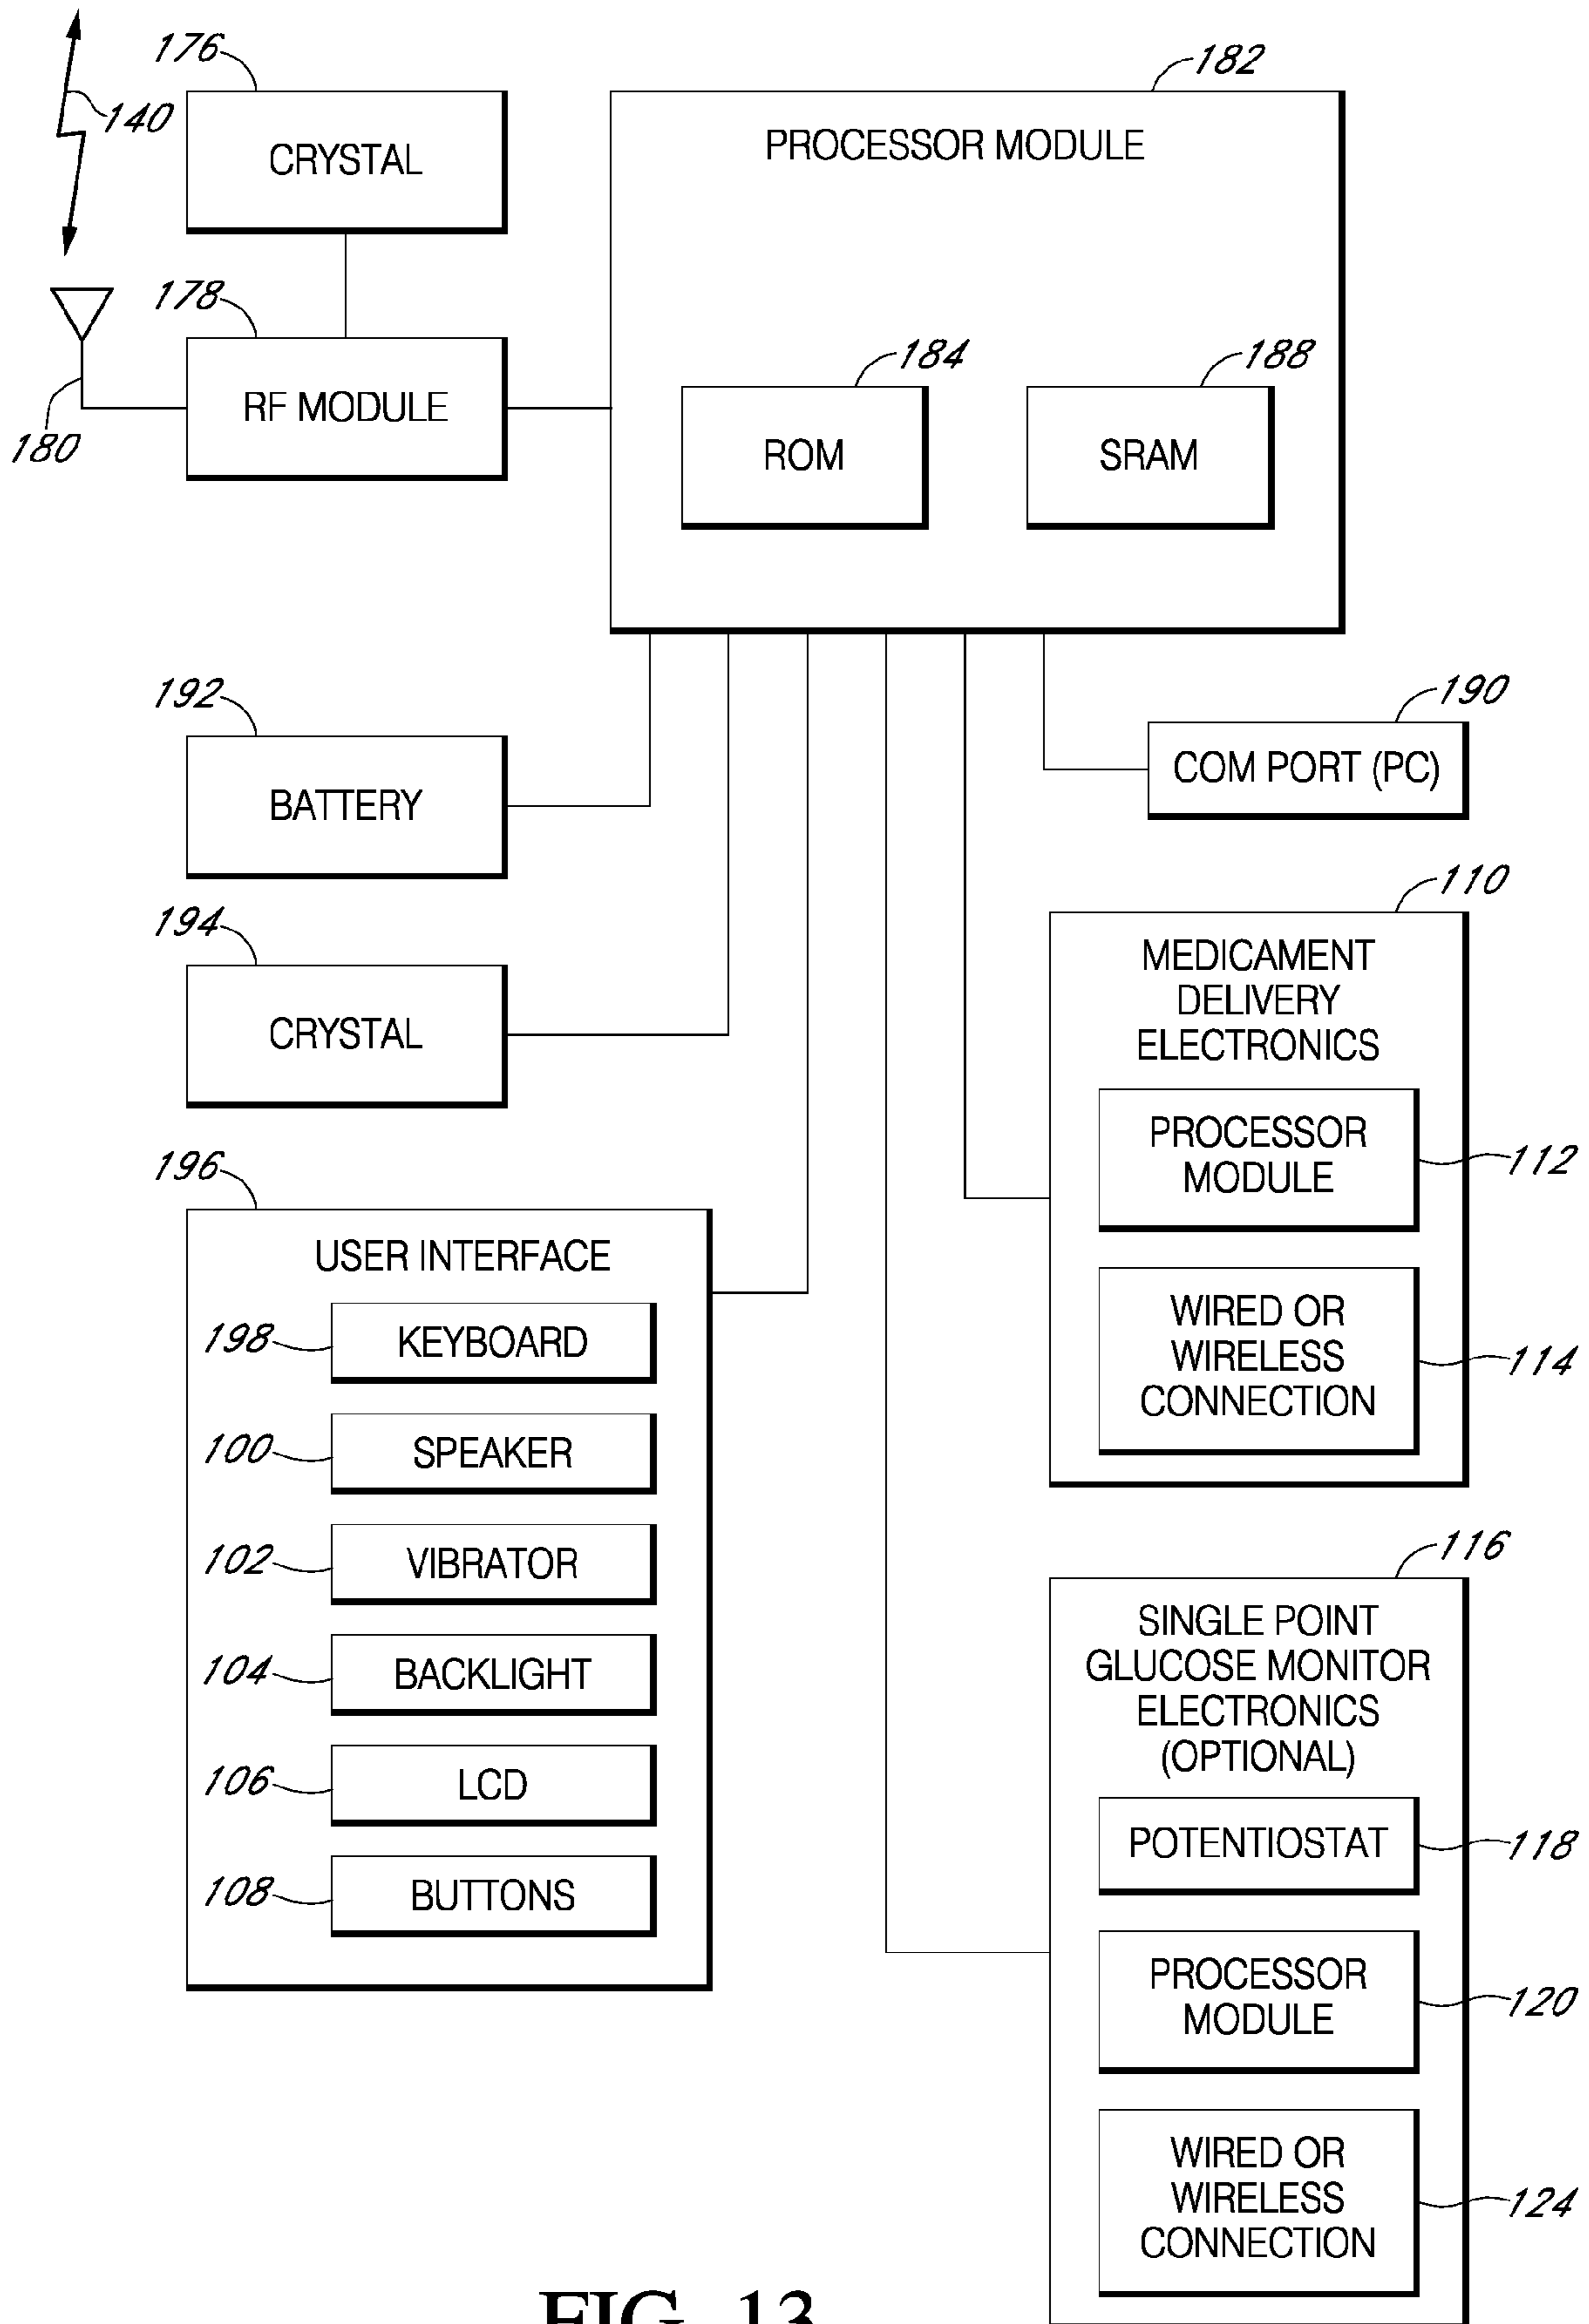 176
182
140
CRYSTAL
PROCESSOR MODULE
178
184
188
RF MODULE
180
ROM
SRAM
192
190
BATTERY
COM PORT (PC)
110
194
CRYSTAL
MEDICAMENT
DELIVERY
ELECTRONICS
PROCESSOR
MODULE
112
196
USER INTERFACE
WIRED OR
WIRELESS
CONNECTION
114
198
KEYBOARD
100
SPEAKER
102
VIBRATOR
104
BACKLIGHT
106
LCD
108
BUTTONS
116
SINGLE POINT
GLUCOSE MONITOR
ELECTRONICS
(OPTIONAL)
POTENTIOSTAT
118
PROCESSOR
MODULE
120
WIRED OR
WIRELESS
CONNECTION
124
FIG. 13